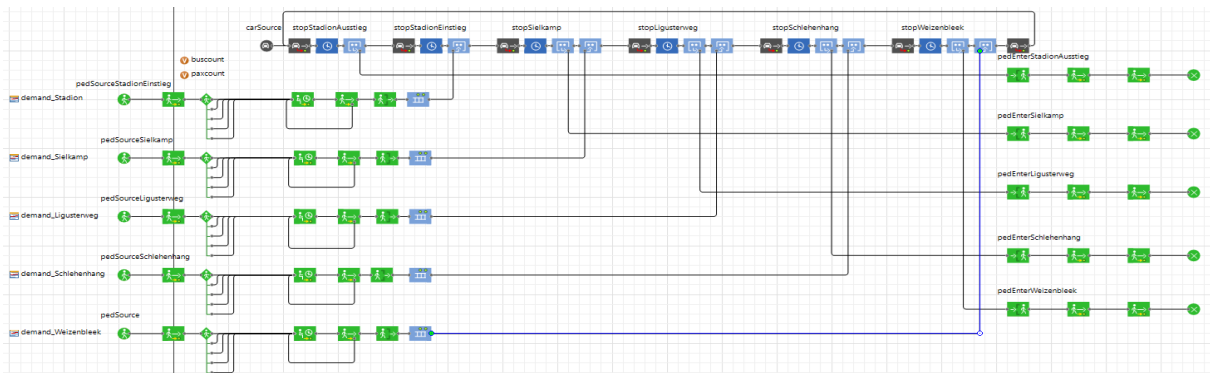 carSource stopStadionAusstieg stopStadionEinstieg stopSielkamp stopLigusterweg stopSchlehenhang stopWeizenbleek
buscount
paxcount
pedEnterStadionAusstieg
pedSourceStadionEinstieg
demand_Stadion
pedEnterSielkamp
pedSourceSielkamp
demand_Sielkamp
pedEnterLigusterweg
pedSourceLigusterweg
demand_Ligusterweg
pedEnterSchlehenhang
pedSourceSchlehenhang
demand_Schlehenhang
pedEnterWeizenbleek
pedSource
demand_Weizenbleek